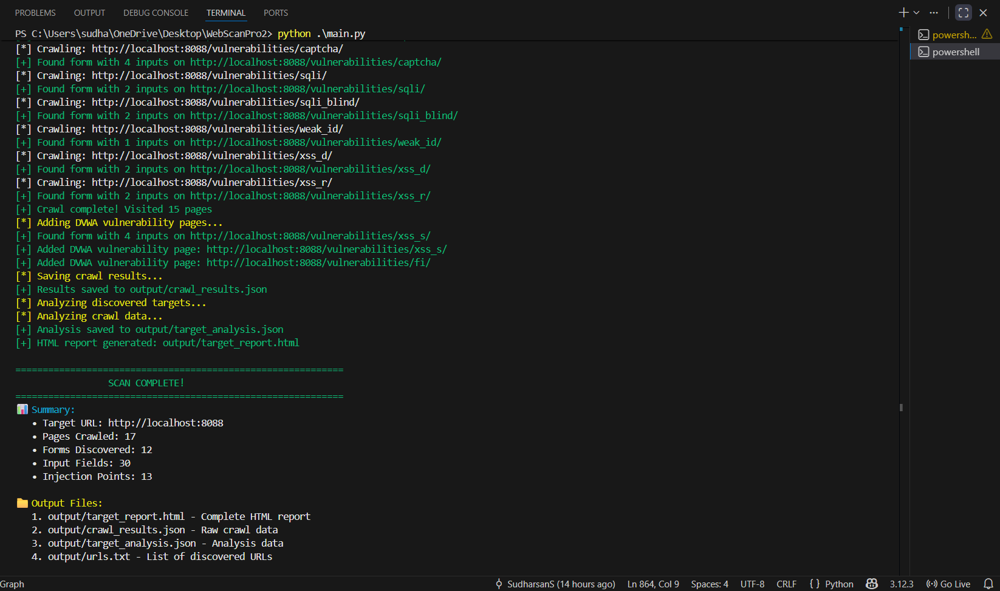 PROBLEMS OUTPUT DEBUG CONSOLE TERMINAL PORTS
PS C:\Users\sudha\OneDrive\Desktop\WebScanPro2> python .\main.py
powersh...
[*] Crawling: http://localhost:8088/vulnerabilities/captcha/
powershell
[+] Found form with 4 inputs on http://localhost:8088/vulnerabilities/captcha/
[*] Crawling: http://localhost:8088/vulnerabilities/sqli/
[+] Found form with 2 inputs on http://localhost:8088/vulnerabilities/sqli/
[*] Crawling: http://localhost:8088/vulnerabilities/sqli_blind/
[+] Found form with 2 inputs on http://localhost:8088/vulnerabilities/sqli_blind/
[*] Crawling: http://localhost:8088/vulnerabilities/weak_id/
[+] Found form with 1 inputs on http://localhost:8088/vulnerabilities/weak_id/
[*] Crawling: http://localhost:8088/vulnerabilities/xss_d/
[+] Found form with 2 inputs on http://localhost:8088/vulnerabilities/xss_d/
[*] Crawling: http://localhost:8088/vulnerabilities/xss_r/
[+] Found form with 2 inputs on http://localhost:8088/vulnerabilities/xss_r/
[+] Crawl complete! Visited 15 pages
[*] Adding DVWA vulnerability pages...
[+] Found form with 4 inputs on http://localhost:8088/vulnerabilities/xss_s/
[+] Added DVWA vulnerability page: http://localhost:8088/vulnerabilities/xss_s/
[+] Added DVWA vulnerability page: http://localhost:8088/vulnerabilities/fi/
[*] Saving crawl results...
[+] Results saved to output/crawl_results.json
[*] Analyzing discovered targets...
[*] Analyzing crawl data...
[+] Analysis saved to output/target_analysis.json
[+] HTML report generated: output/target_report.html
============================================================
SCAN COMPLETE!
============================================================
📊 Summary:
• Target URL: http://localhost:8088
• Pages Crawled: 17
• Forms Discovered: 12
• Input Fields: 30
• Injection Points: 13
📁 Output Files:
1. output/target_report.html - Complete HTML report
2. output/crawl_results.json - Raw crawl data
3. output/target_analysis.json - Analysis data
4. output/urls.txt - List of discovered URLs
Graph SudharsanS (14 hours ago) Ln 864, Col 9 Spaces: 4 UTF-8 CRLF {} Python 3.12.3 Go Live